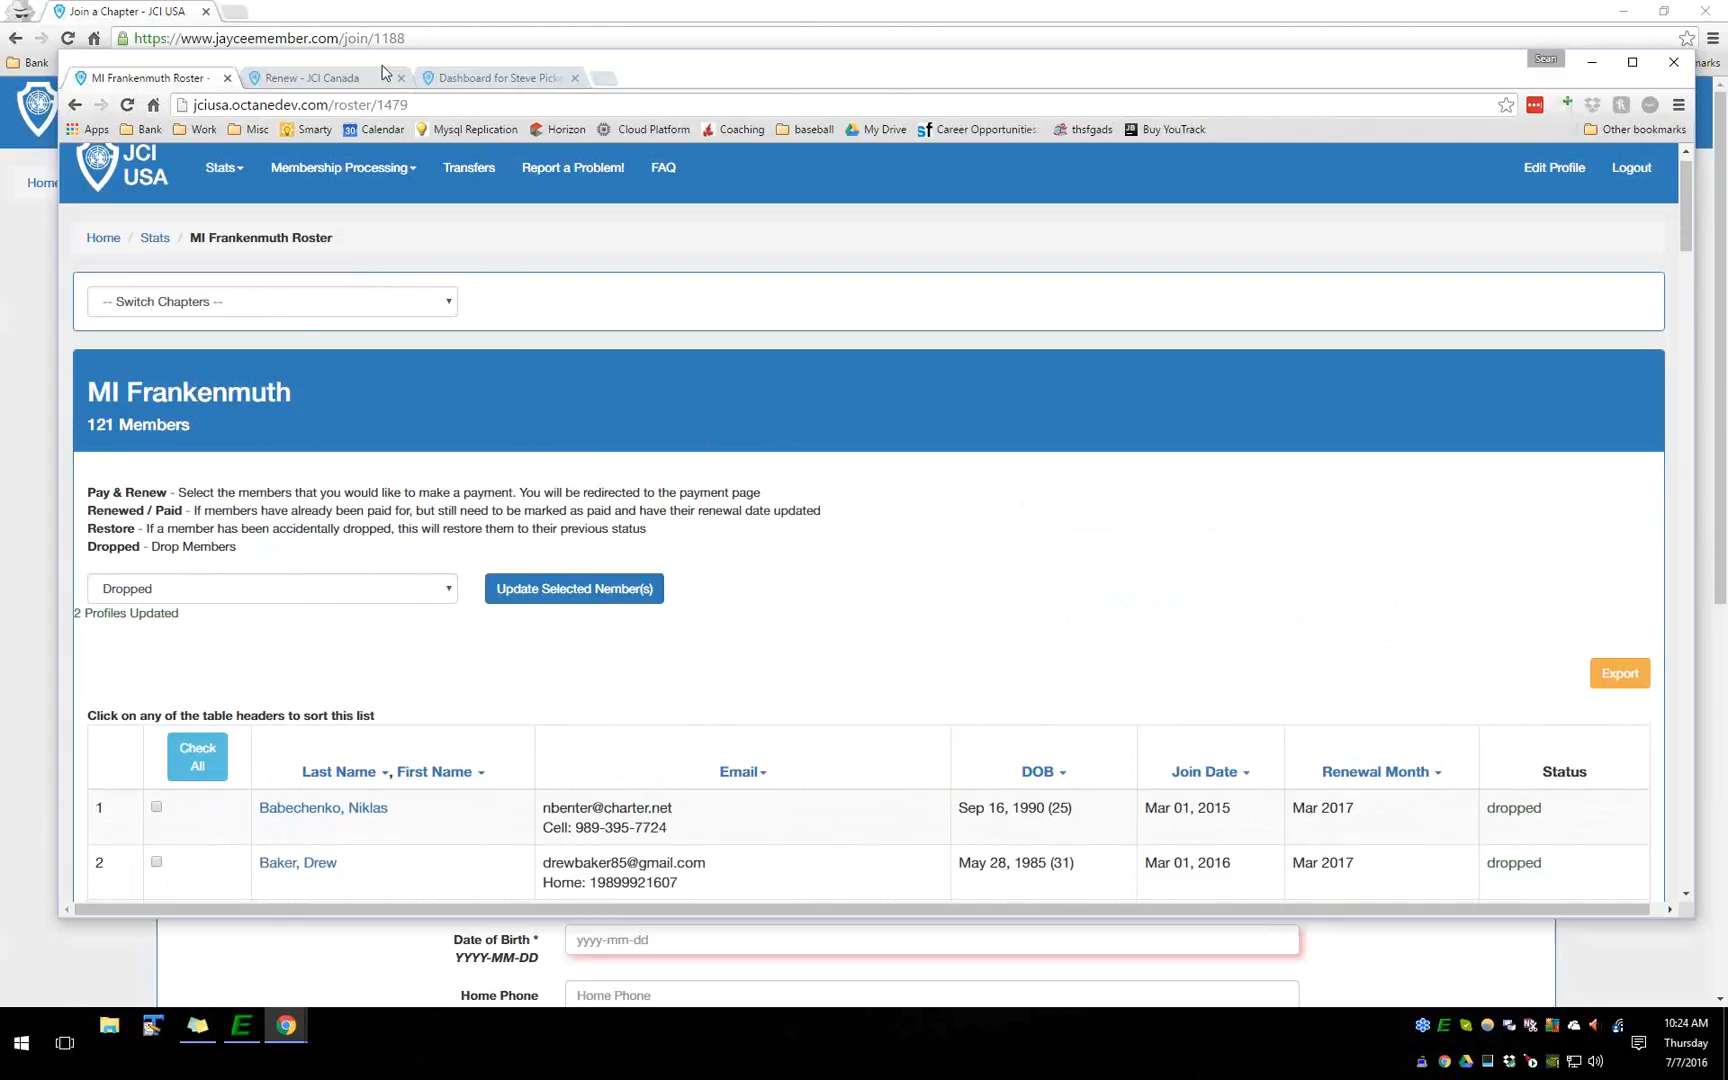 Join a Chapter - JCI USA
https://www.jayceemember.com/join/1188
Bank
Sean
MI Frankenmuth Roster -
Renew - JCI Canada
Dashboard for Steve Picke
jciusa.octanedev.com/roster/1479
Apps Bank Work Misc Smarty Calendar Mysql Replication Horizon Cloud Platform Coaching baseball My Drive Career Opportunities: thsfgads Buy YouTrack Other bookmarks
JCI
USA
Stats Membership Processing Transfers Report a Problem! FAQ Edit Profile Logout
Home
Home / Stats / MI Frankenmuth Roster
-- Switch Chapters --
MI Frankenmuth
121 Members
Pay & Renew - Select the members that you would like to make a payment. You will be redirected to the payment page
Renewed / Paid - If members have already been paid for, but still need to be marked as paid and have their renewal date updated
Restore - If a member has been accidentally dropped, this will restore them to their previous status
Dropped - Drop Members
Dropped
Update Selected Nember(s)
2 Profiles Updated
Export
Click on any of the table headers to sort this list
Check
All
Last Name , First Name Email DOB Join Date Renewal Month Status
1 Babechenko, Niklas nbenter@charter.net Sep 16, 1990 (25) Mar 01, 2015 Mar 2017 dropped
Cell: 989-395-7724
2 Baker, Drew drewbaker85@gmail.com May 28, 1985 (31) Mar 01, 2016 Mar 2017 dropped
Home: 19899921607
Date of Birth * yyyy-mm-dd
YYYY-MM-DD
Home Phone Home Phone
10:24 AM
Thursday
7/7/2016